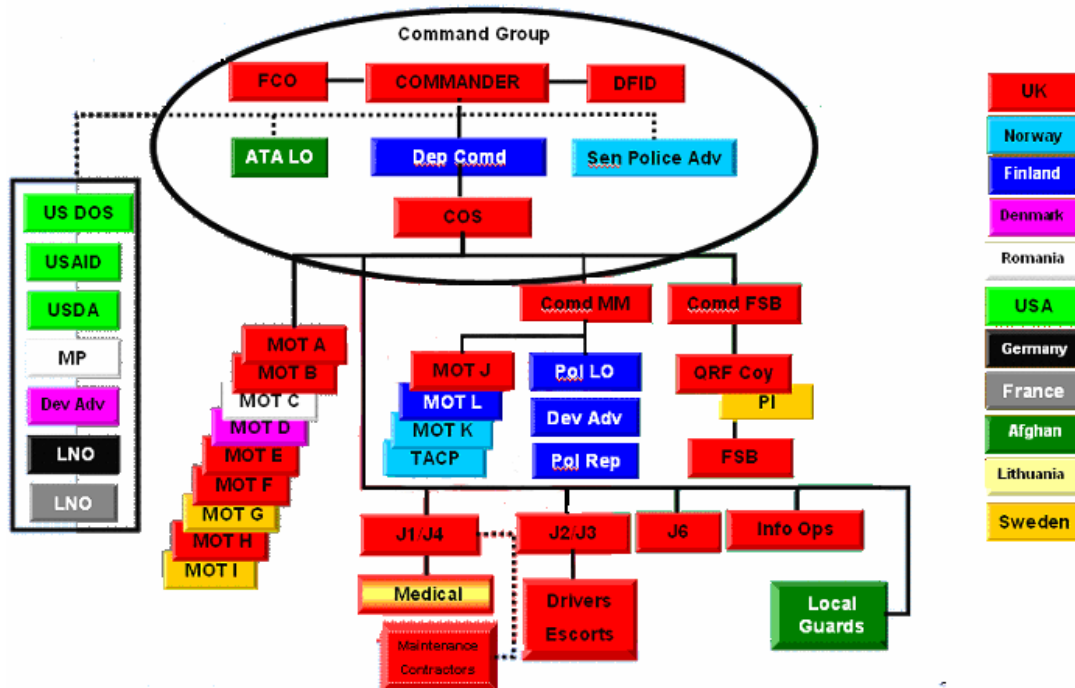 Command Group
FCO
COMMANDER
DFID
ATA LO
Dep Comd
Sen Police Adv
COS
US DOS
USAID
USDA
MP
Dev Adv
LNO
LNO
MOT A
MOT B
MOT C
MOT D
MOT E
MOT F
MOT G
MOT H
MOT I
Comd MM
MOT J
MOT L
MOT K
TACP
Pol LO
Dev Adv
Pol Rep
Comd FSB
QRF Coy
PI
FSB
J1/J4
J2/J3
J6
Info Ops
Medical
Maintenance
Contractors
Drivers
Escorts
Local
Guards
UK
Norway
Finland
Denmark
Romania
USA
Germany
France
Afghan
Lithuania
Sweden